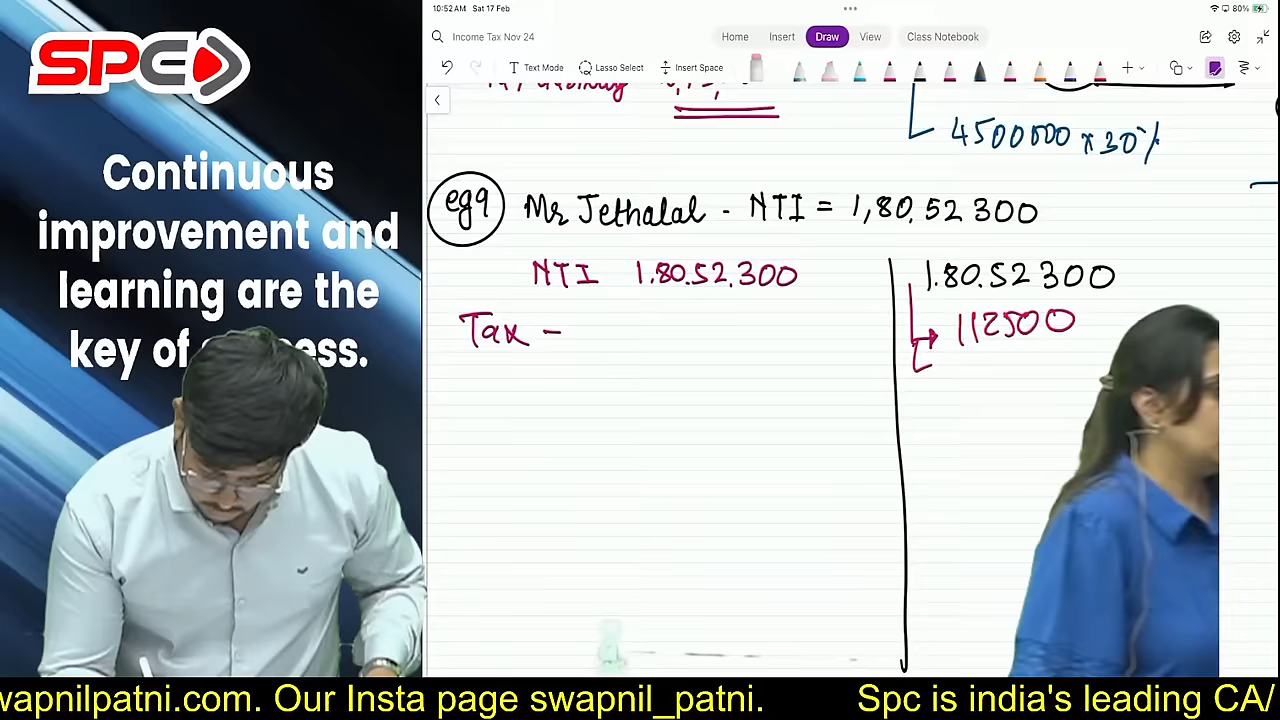 10:52 AM Sat 17 Feb
80%
Income Tax Nov 24
Home Insert Draw View Class Notebook
Text Mode Lasso Select Insert Space
SPC
Continuous
improvement and
learning are the
key of
4500000 x 30%
eg 9 Mr Jethalal - NTI = 1,80,52 300
NTI 1.80.52.300
1.80.52 300
Tax -
112500
wapnilpatni.com. Our Insta page swapnil_patni. Spc is india's leading CA/